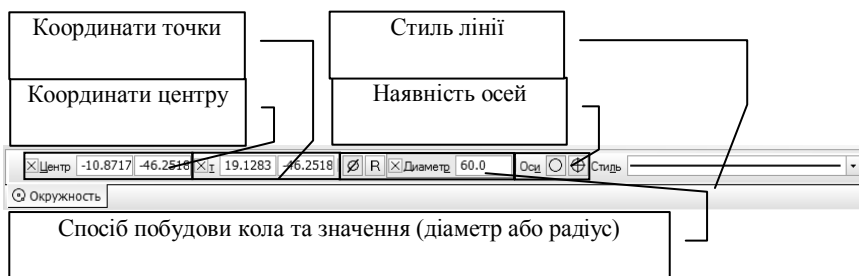 Координати точки
Стиль лінії
Координати центру
Наявність осей
Центр -10.8717 -46.2518 т 19.1283 -46.2518 Ø R Диаметр 60.0 Оси Стиль
Окружность
Спосіб побудови кола та значення (діаметр або радіус)